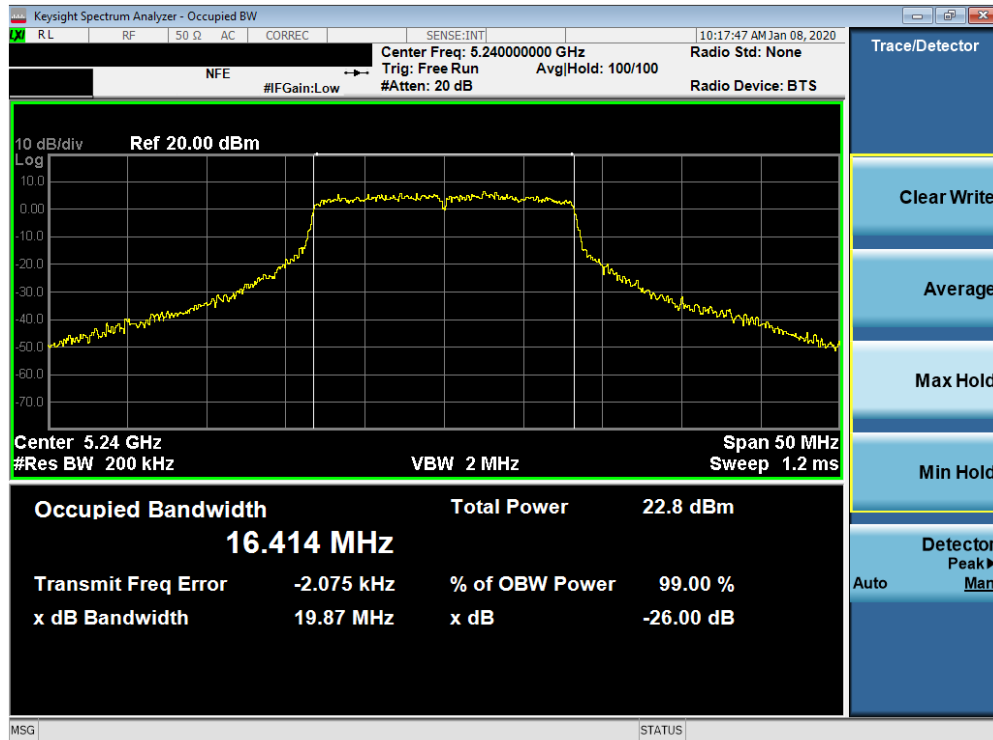 Keysight Spectrum Analyzer - Occupied BW
LXI RL RF 50 Ω AC CORREC SENSE:INT 10:17:47 AM Jan 08, 2020
Center Freq: 5.240000000 GHz Radio Std: None
NFE Trig: Free Run Avg|Hold: 100/100
#IFGain:Low #Atten: 20 dB Radio Device: BTS
10 dB/div Ref 20.00 dBm
Log
10.0
0.00
-10.0
-20.0
-30.0
-40.0
-50.0
-60.0
-70.0
Center 5.24 GHz Span 50 MHz
#Res BW 200 kHz VBW 2 MHz Sweep 1.2 ms
Occupied Bandwidth Total Power 22.8 dBm
16.414 MHz
Transmit Freq Error -2.075 kHz % of OBW Power 99.00 %
x dB Bandwidth 19.87 MHz x dB -26.00 dB
MSG STATUS
Trace/Detector
Clear Write
Average
Max Hold
Min Hold
Detector
Peak▶
Auto Man